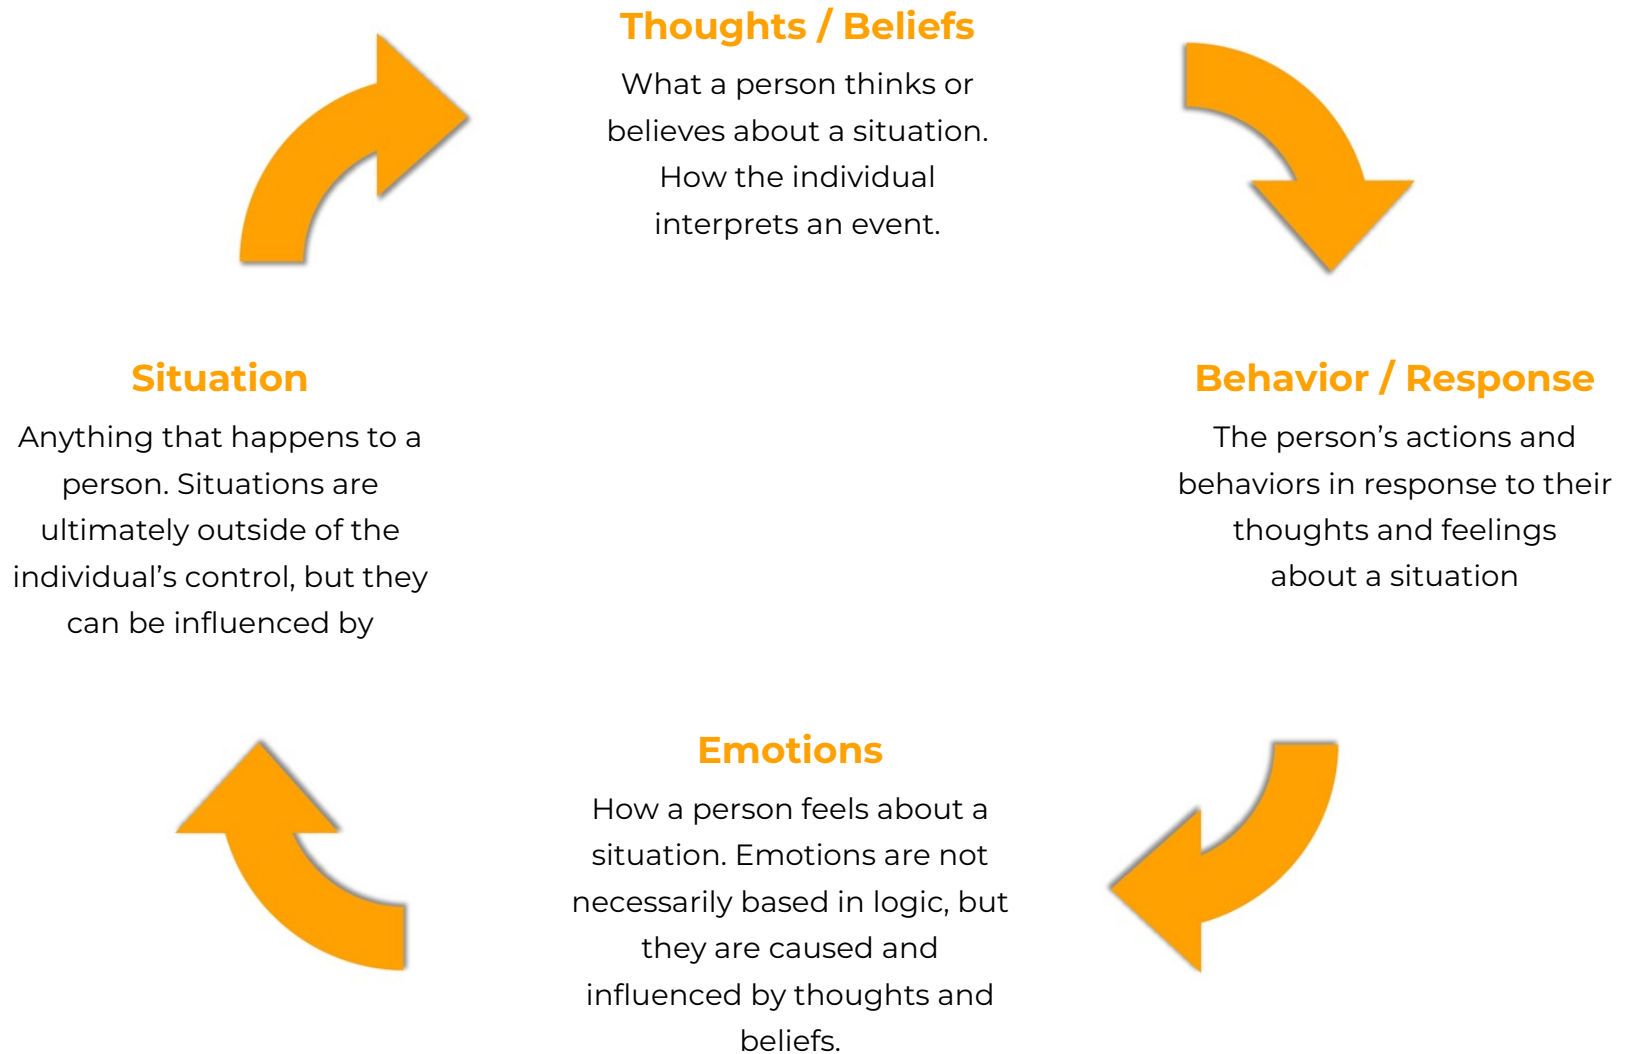 Thoughts / Beliefs
What a person thinks or
believes about a situation.
How the individual
interprets an event.
Situation
Anything that happens to a
person. Situations are
ultimately outside of the
individual’s control, but they
can be influenced by
Behavior / Response
The person’s actions and
behaviors in response to their
thoughts and feelings
about a situation
Emotions
How a person feels about a
situation. Emotions are not
necessarily based in logic, but
they are caused and
influenced by thoughts and
beliefs.